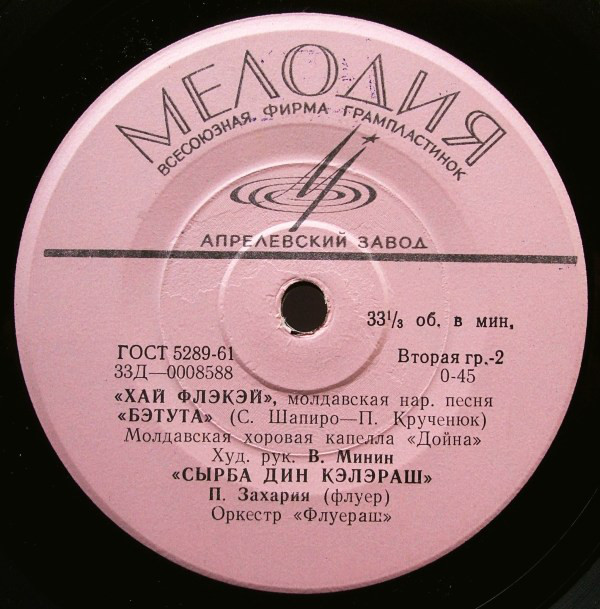 МЕЛОДИЯ
ВСЕСОЮЗНАЯ ФИРМА ГРАМПЛАСТИНОК
АПРЕЛЕВСКИЙ ЗАВОД
33⅓ об. в мин.
ГОСТ 5289-61 Вторая гр.-2
33Д—0008588 0-45
«ХАЙ ФЛЭКЭЙ», молдавская нар. песня
«БЭТУТА» (С. Шапиро—П. Крученюк)
Молдавская хоровая капелла «Дойна»
Худ. рук. В. Минин
«СЫРБА ДИН КЭЛЭРАШ»
П. Захария (флуер)
Оркестр «Флуераш»